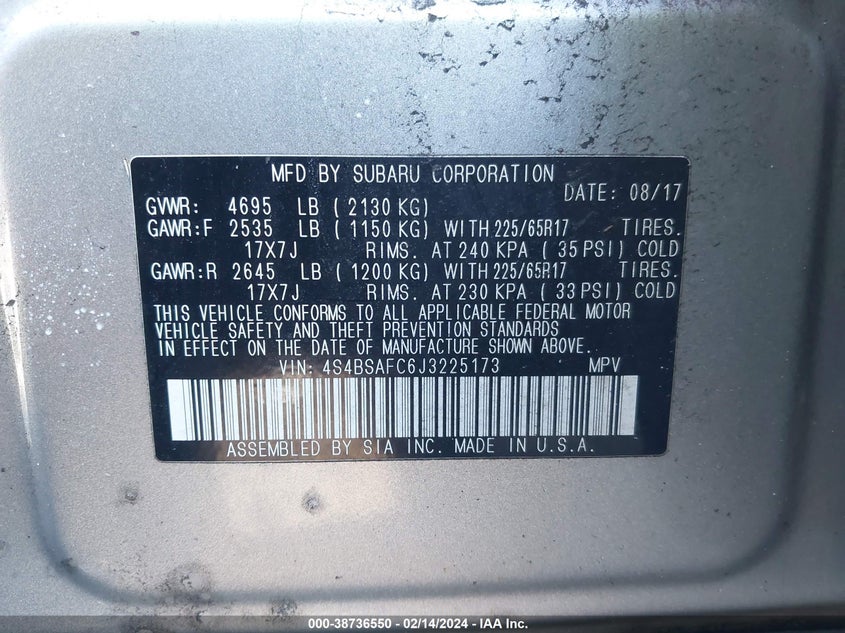 MFD BY SUBARU CORPORATION
DATE: 08/17
GVWR: 4695 LB ( 2130 KG)
GAWR:F 2535 LB ( 1150 KG) WITH 225/65R17 TIRES.
17X7J RIMS. AT 240 KPA ( 35 PSI) COLD
GAWR:R 2645 LB ( 1200 KG) WITH 225/65R17 TIRES.
17X7J RIMS. AT 230 KPA ( 33 PSI) COLD
THIS VEHICLE CONFORMS TO ALL APPLICABLE FEDERAL MOTOR
VEHICLE SAFETY AND THEFT PREVENTION STANDARDS
IN EFFECT ON THE DATE OF MANUFACTURE SHOWN ABOVE.
VIN: 4S4BSAFC6J3225173 MPV
ASSEMBLED BY SIA INC. MADE IN U.S.A.
000-38736550 - 02/14/2024 - IAAI.com